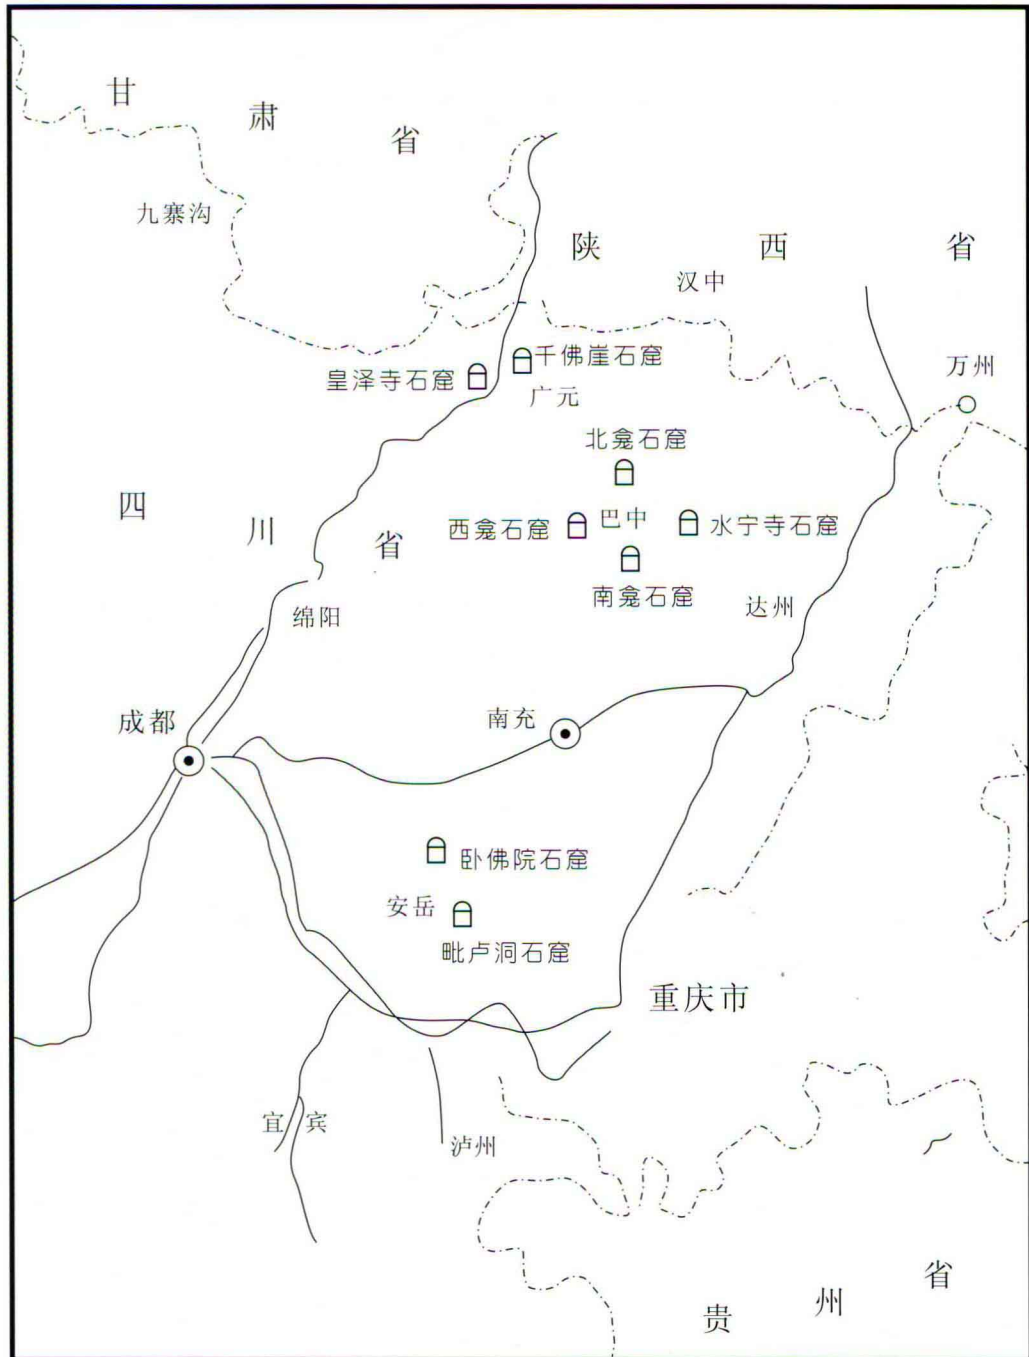 甘肃省
九寨沟
陕西省
汉中
万州
千佛崖石窟
皇泽寺石窟
广元
北龛石窟
四川省
西龛石窟
巴中
水宁寺石窟
南龛石窟
达州
绵阳
成都
南充
卧佛院石窟
安岳
毗卢洞石窟
重庆市
宜宾
泸州
贵州省